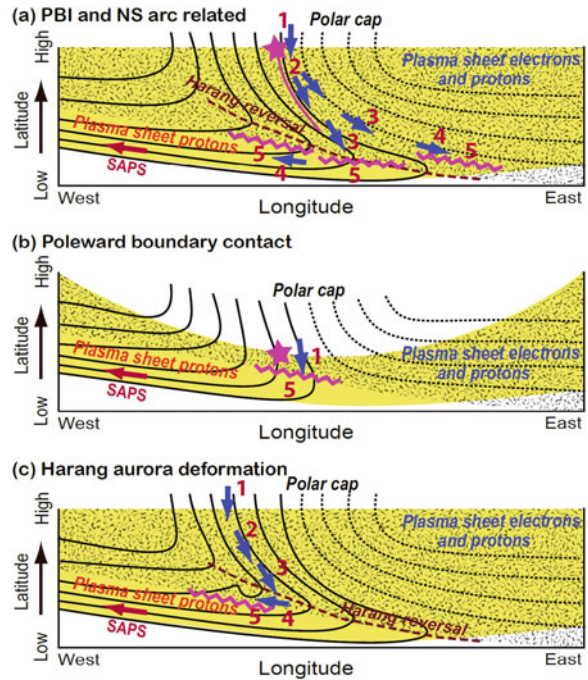 (a) PBI and NS arc related
1
Polar cap
High
Latitude
Low
2
Plasma sheet electrons
and protons
Harang reversal
3
3
4
Plasma sheet protons
5
5
5
SAPS
4
West
Longitude
East
(b) Poleward boundary contact
Polar cap
High
Latitude
Low
1
Plasma sheet protons
Plasma sheet electrons
and protons
SAPS
5
West
Longitude
East
(c) Harang aurora deformation
Polar cap
High
Latitude
Low
1
Plasma sheet electrons
and protons
2
3
Plasma sheet protons
5
4
Harang reversal
SAPS
West
Longitude
East